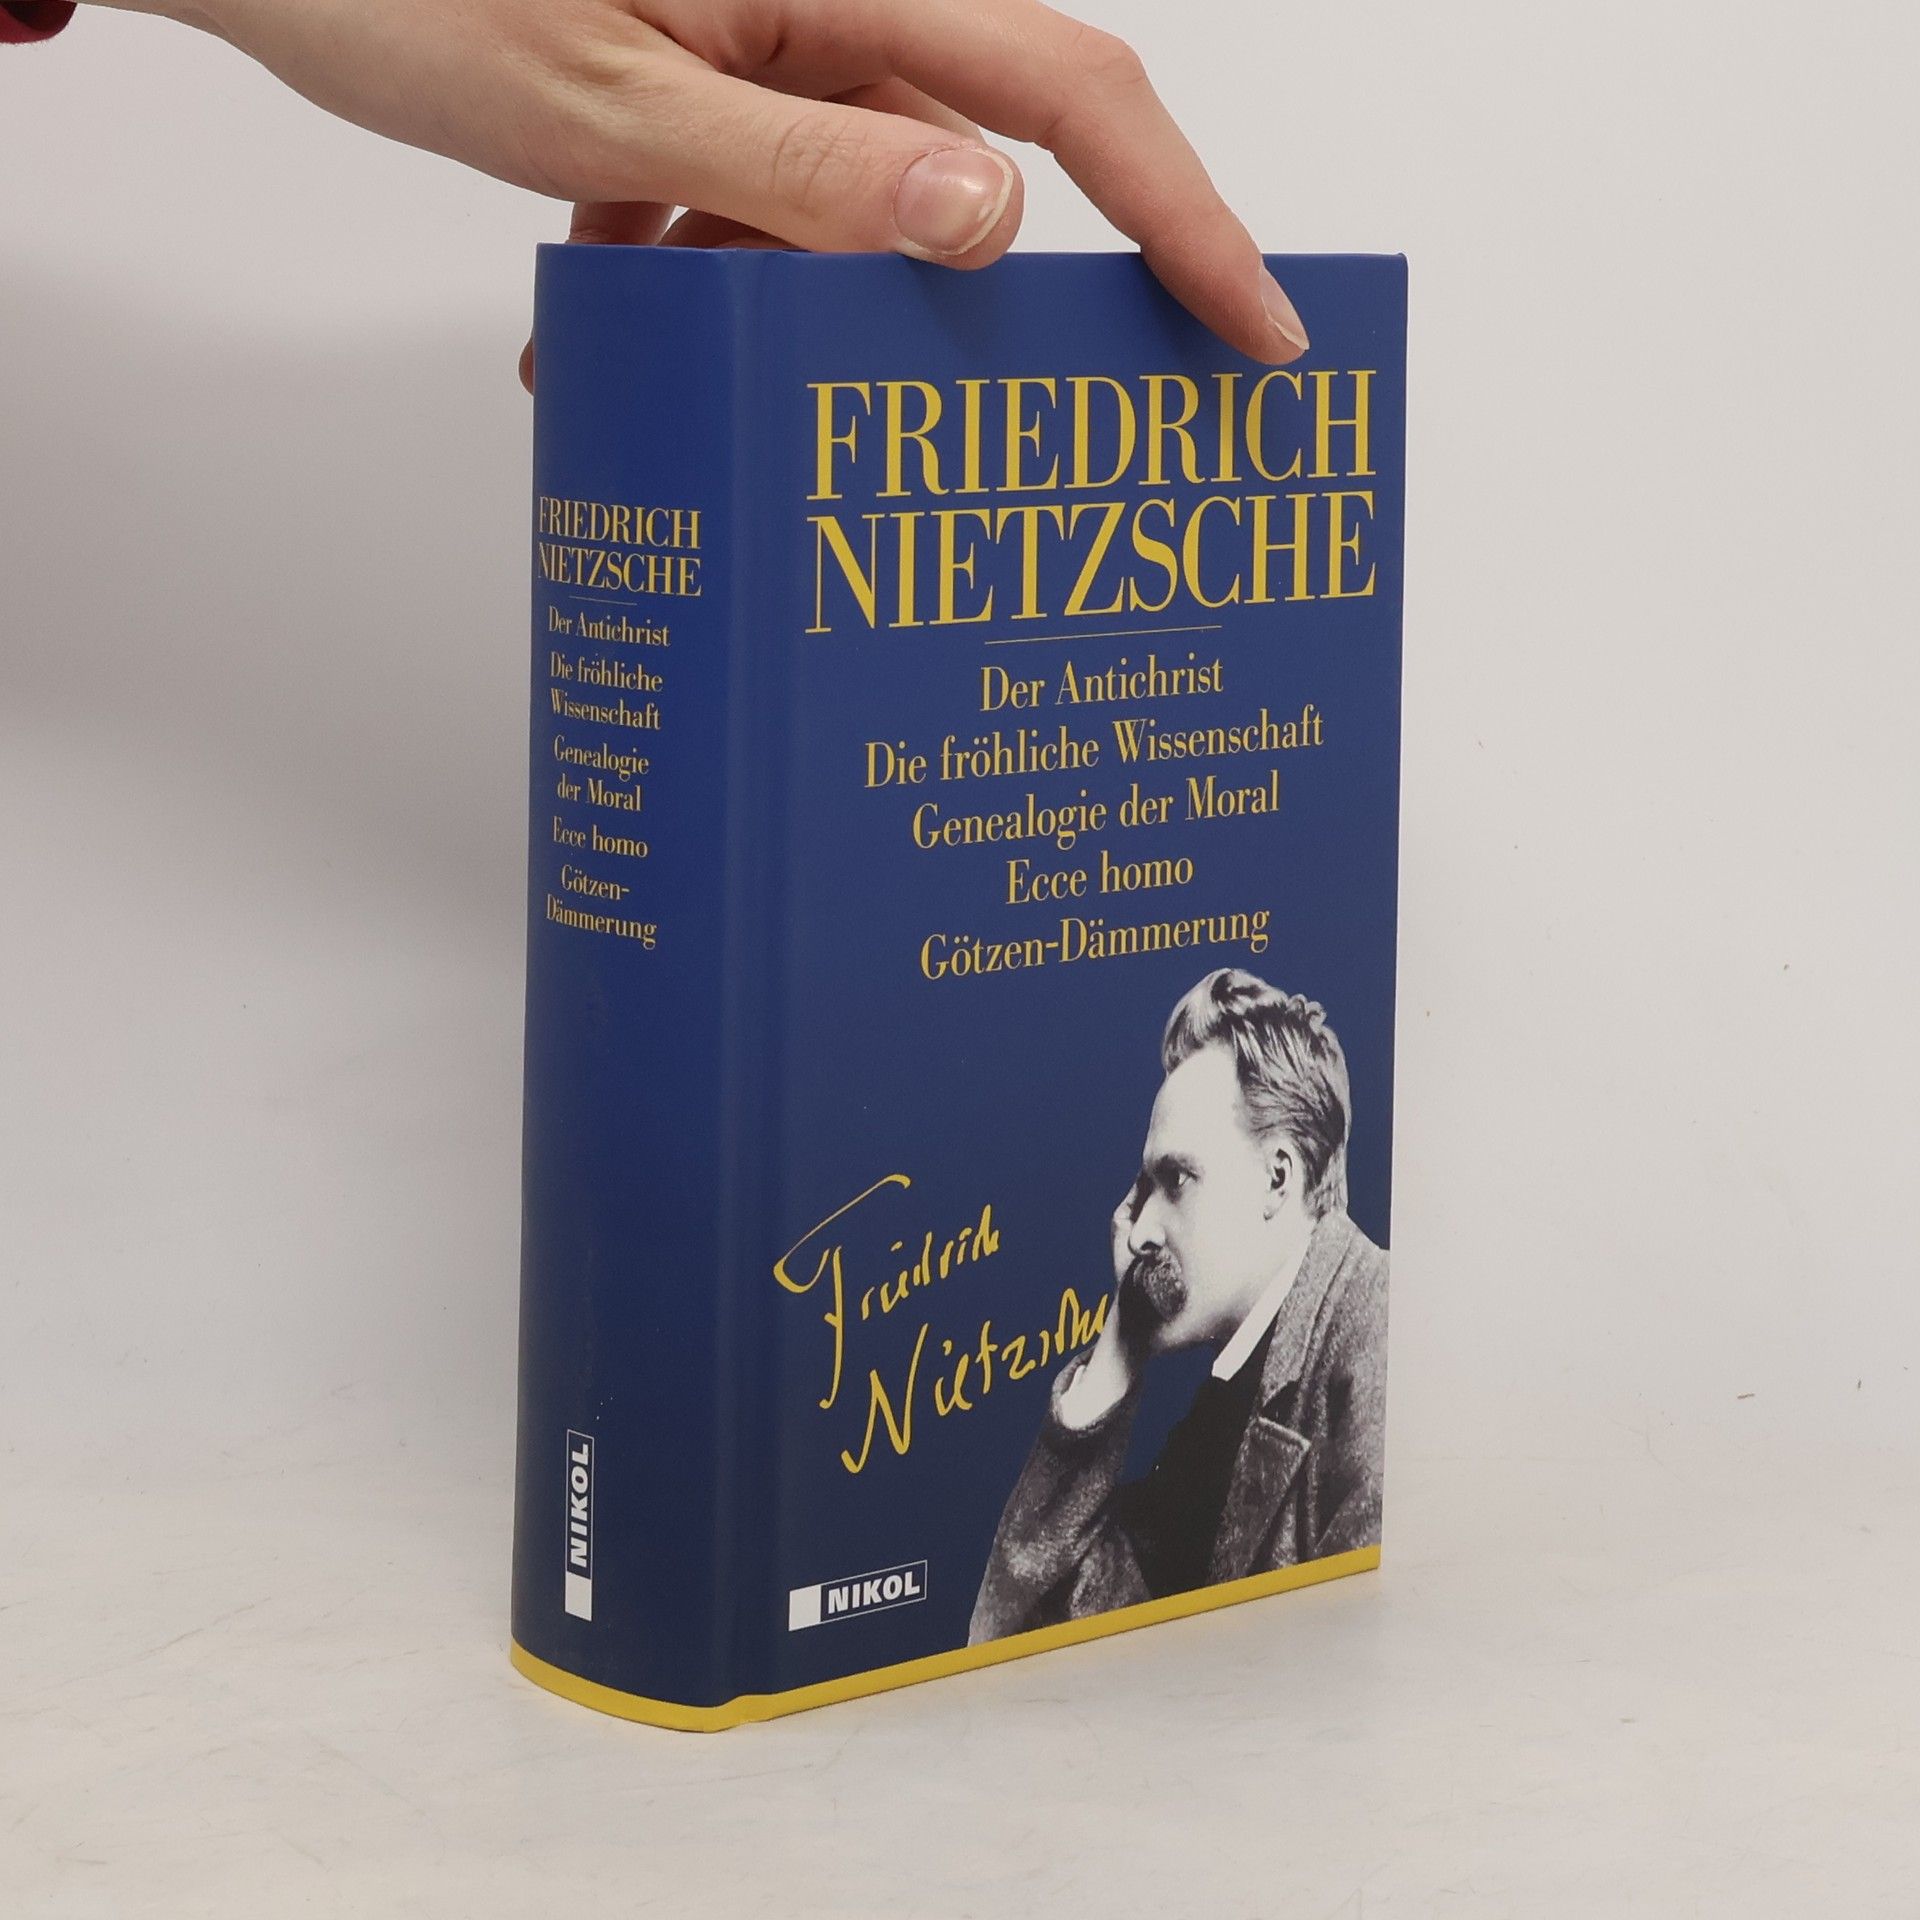 FRIEDRICH
NIETZSCHE
Der Antichrist
Die fröhliche
Wissenschaft
Genealogie
der Moral
Ecce homo
Götzen-
Dämmerung
NIKOL
FRIEDRICH
NIETZSCHE
Der Antichrist
Die fröhliche Wissenschaft
Genealogie der Moral
Ecce homo
Götzen-Dämmerung
Friedrich
Nietzsche
NIKOL